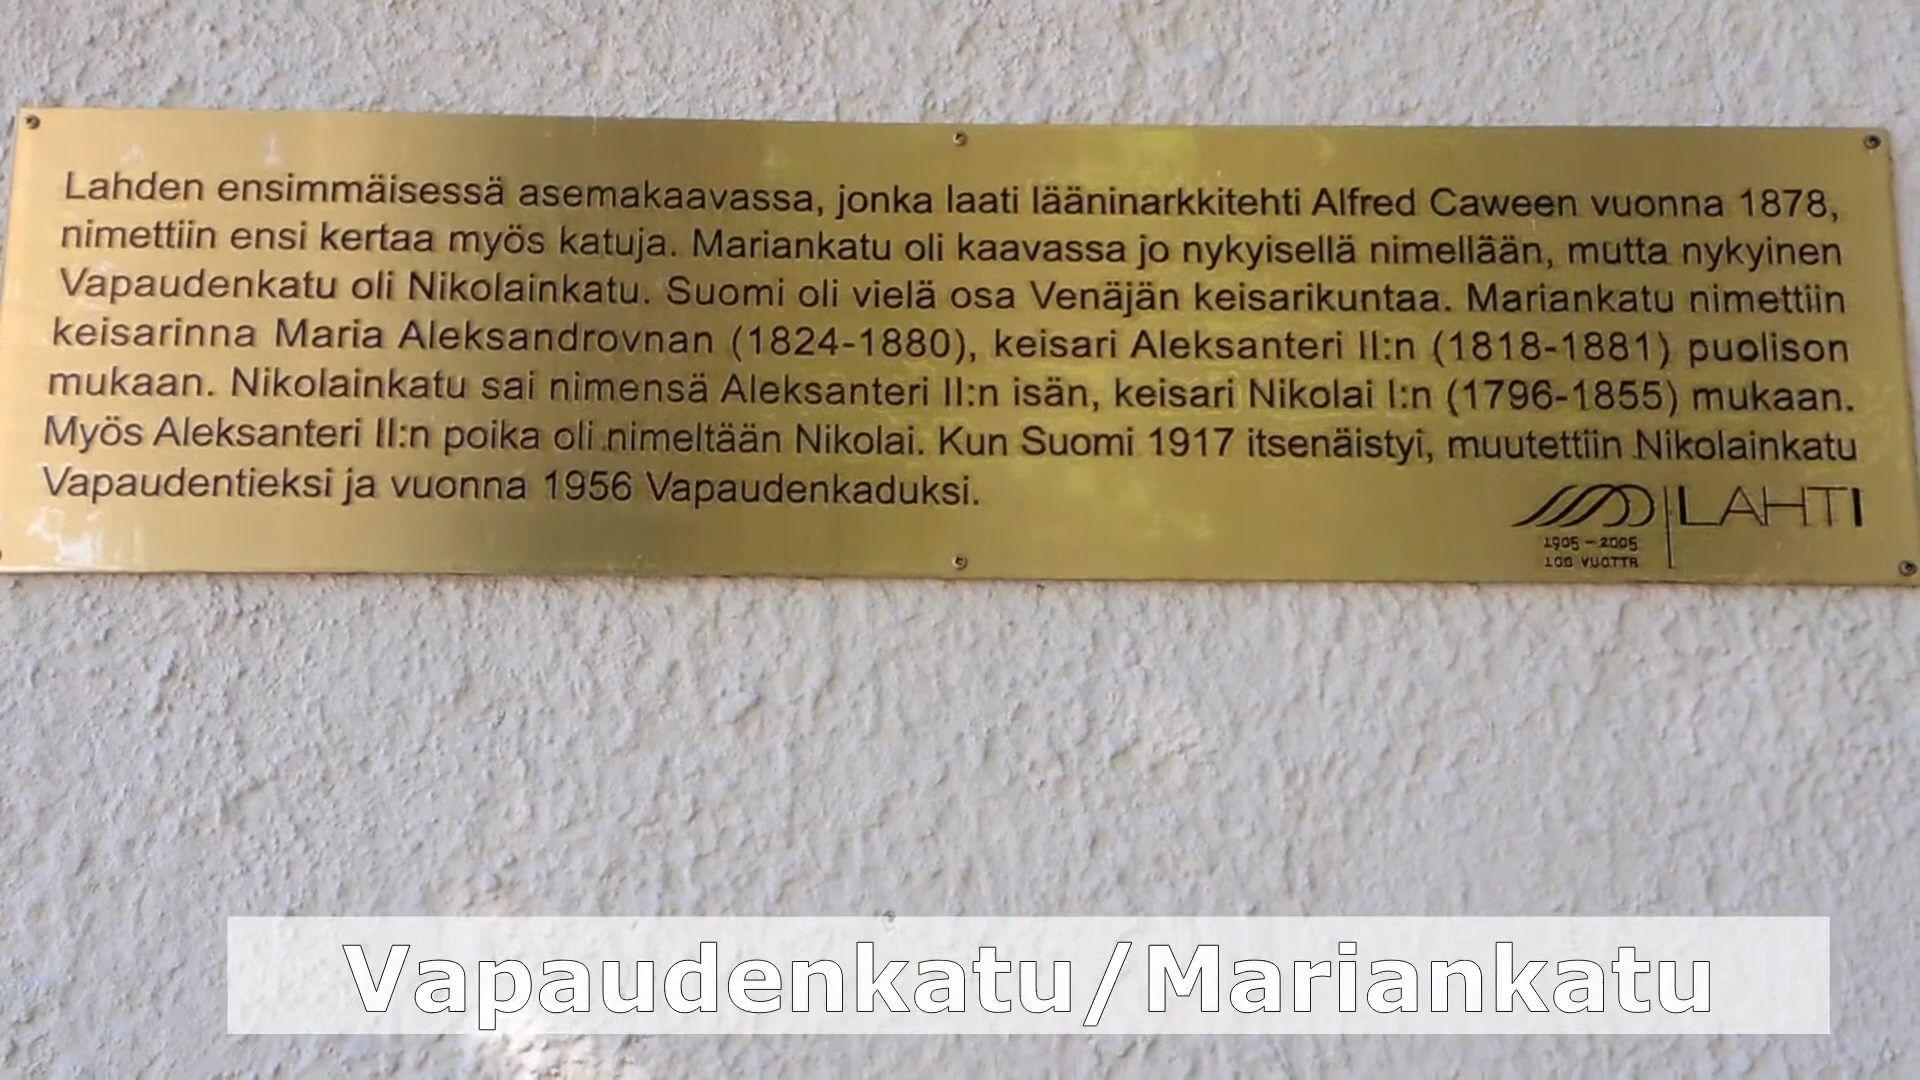 Lahden ensimmäisessä asemakaavassa, jonka laati lääninarkkitehti Alfred Caween vuonna 1878,
nimettiin ensi kertaa myös katuja. Mariankatu oli kaavassa jo nykyisellä nimellään, mutta nykyinen
Vapaudenkatu oli Nikolainkatu. Suomi oli vielä osa Venäjän keisarikuntaa. Mariankatu nimettiin
keisarinna Maria Aleksandrovnan (1824-1880), keisari Aleksanteri II:n (1818-1881) puolison
mukaan. Nikolainkatu sai nimensä Aleksanteri II:n isän, keisari Nikolai I:n (1796-1855) mukaan.
Myös Aleksanteri II:n poika oli nimeltään Nikolai. Kun Suomi 1917 itsenäistyi, muutettiin Nikolainkatu
Vapaudentieksi ja vuonna 1956 Vapaudenkaduksi.
LAHTI
1905 - 2005
100 VUOTTA
Vapaudenkatu/Mariankatu